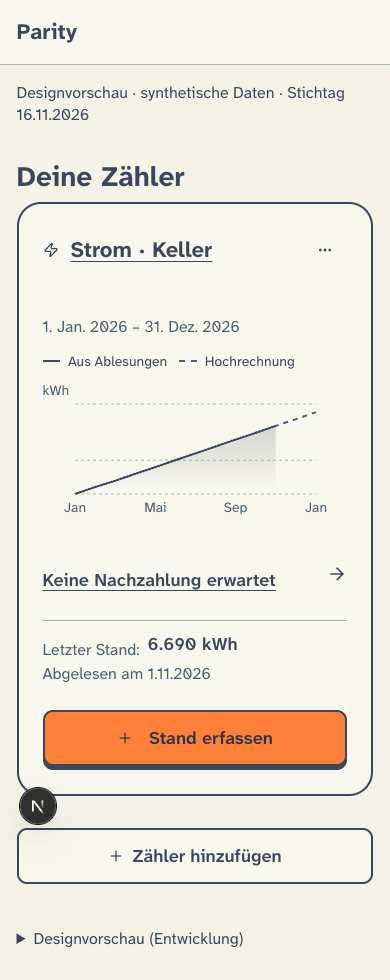 Parity
Designvorschau · synthetische Daten · Stichtag
16.11.2026
Deine Zähler
Strom · Keller
1. Jan. 2026 – 31. Dez. 2026
Aus Ablesungen Hochrechnung
kWh
Jan Mai Sep Jan
Keine Nachzahlung erwartet
Letzter Stand: 6.690 kWh
Abgelesen am 1.11.2026
+ Stand erfassen
N
+ Zähler hinzufügen
Designvorschau (Entwicklung)